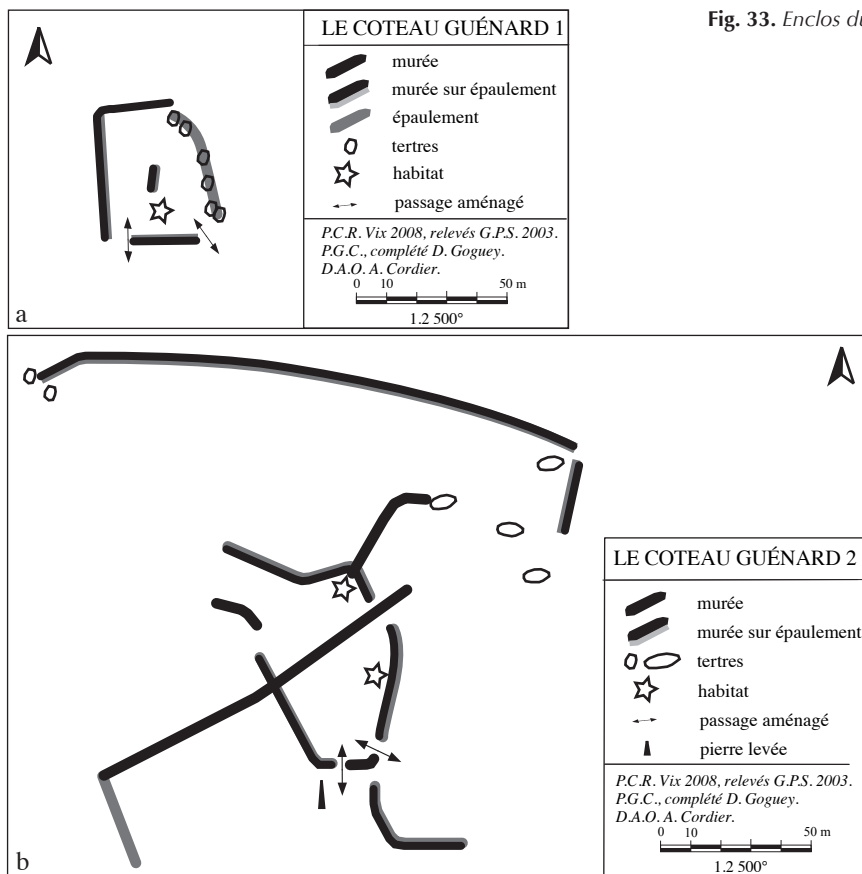 Fig. 33. Enclos du
LE COTEAU GUÉNARD 1
murée
murée sur épaulement
épaulement
tertres
habitat
passage aménagé
P.C.R. Vix 2008, relevés G.P.S. 2003.
P.G.C., complété D. Goguey.
D.A.O. A. Cordier.
0 10 50 m
1.2 500°
a
LE COTEAU GUÉNARD 2
murée
murée sur épaulement
tertres
habitat
passage aménagé
pierre levée
P.C.R. Vix 2008, relevés G.P.S. 2003.
P.G.C., complété D. Goguey.
D.A.O. A. Cordier.
0 10 50 m
1.2 500°
b